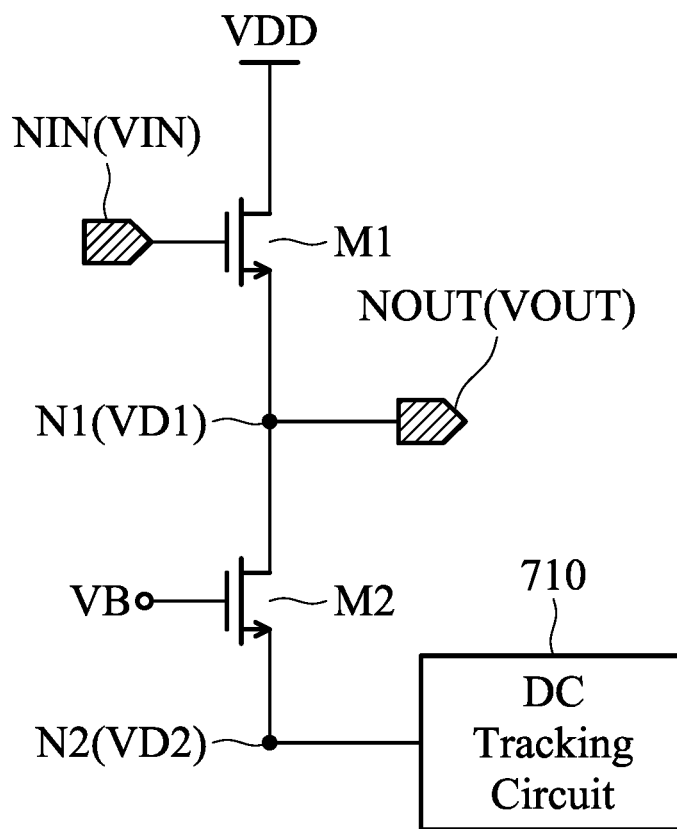 VDD
NIN(VIN)
M1
NOUT(VOUT)
N1(VD1)
VB
M2
710
N2(VD2)
DC
Tracking
Circuit